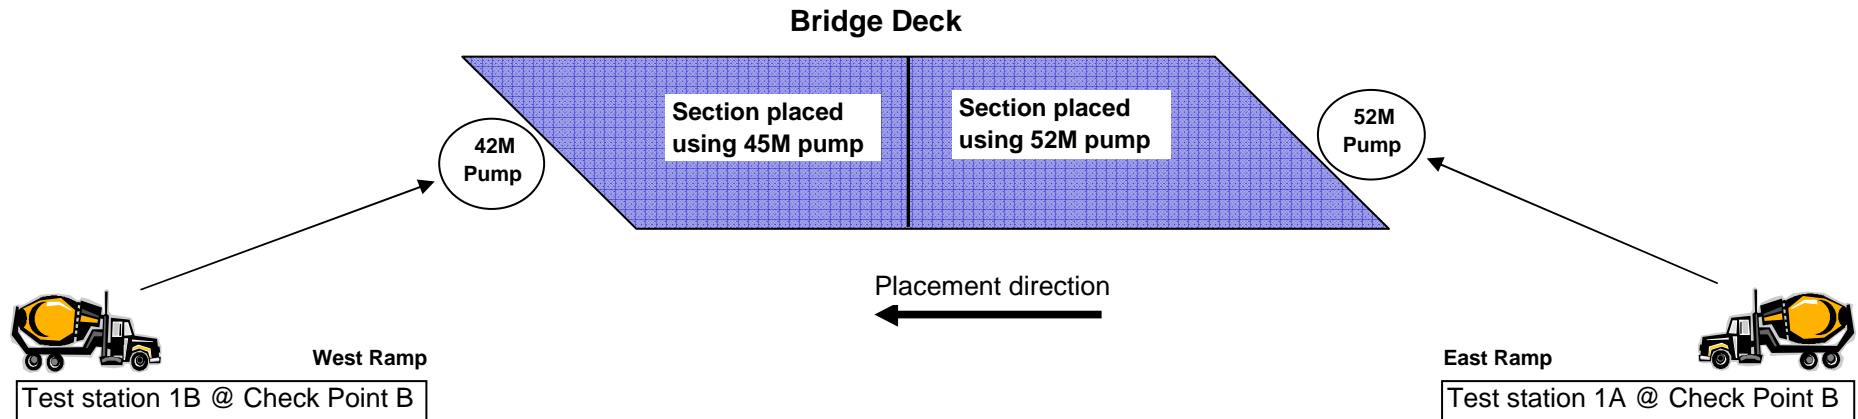 Bridge Deck
Section placed
using 45M pump
Section placed
using 52M pump
42M
Pump
52M
Pump
Placement direction
West Ramp
East Ramp
Test station 1B @ Check Point B
Test station 1A @ Check Point B